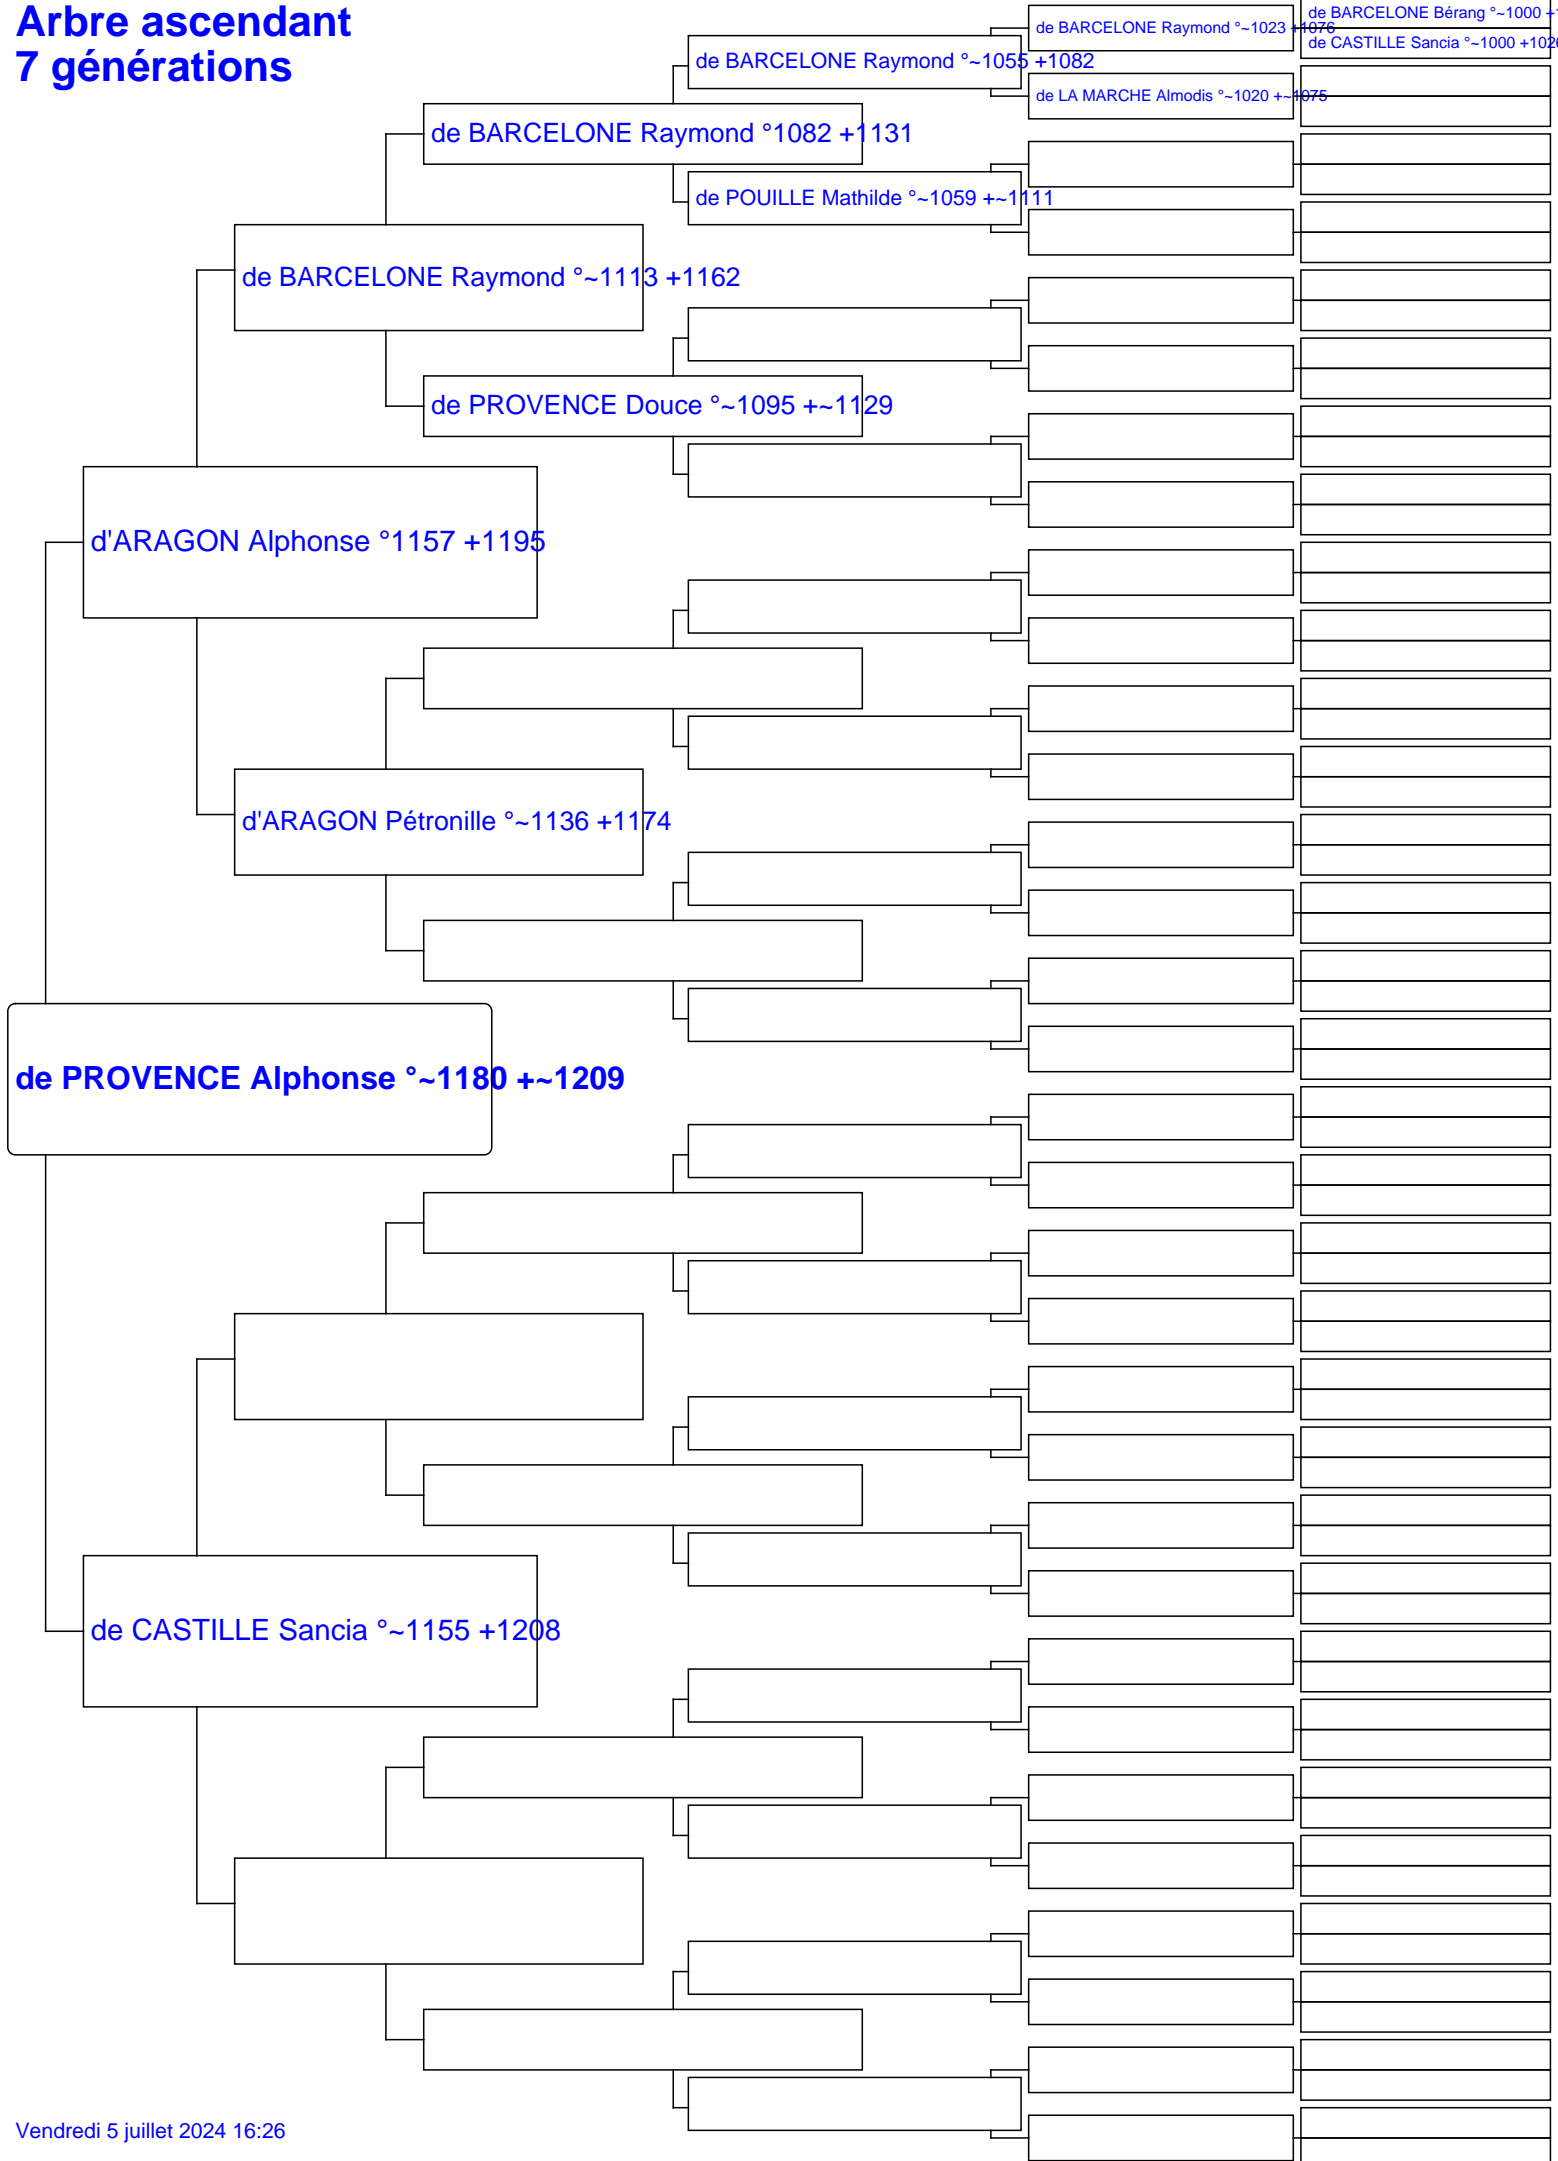 Arbre ascendant
7 générations
de BARCELONE Bérang °~1000
de BARCELONE Raymond °~1023 +1076
de CASTILLE Sancia °~1000
de BARCELONE Raymond °~1055 +1082
de LA MARCHE Almodis °~1020 +~1075
de BARCELONE Raymond °1082 +1131
de POUILLE Mathilde °~1059 +~1111
de BARCELONE Raymond °~1113 +1162
de PROVENCE Douce °~1095 +~1129
d'ARAGON Alphonse °1157 +1195
d'ARAGON Pétronille °~1136 +1174
de PROVENCE Alphonse °~1180 +~1209
de CASTILLE Sancia °~1155 +1208
Vendredi 5 juillet 2024 16:26